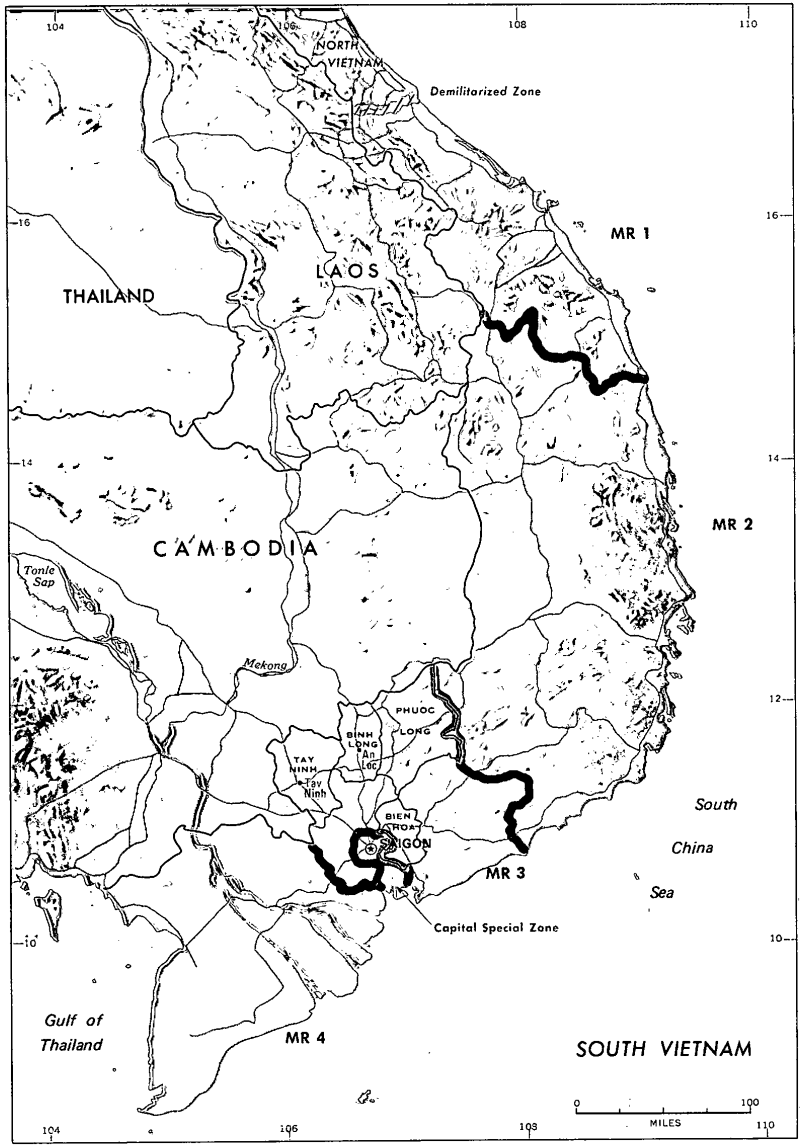 104
106
108
110
NORTH
VIETNAM
Demilitarized Zone
16
16
MR 1
LAOS
THAILAND
14
14
MR 2
CAMBODIA
Tonle
Sap
Mekong
12
PHUOC
LONG
BINH
LONG
An
Loc
TAY
NINH
Tay
Ninh
BIEN
HOA
SAIGON
South
China
Sea
MR 3
Capital Special Zone
10
10
Gulf of
Thailand
MR 4
SOUTH VIETNAM
0
100
MILES
104
106
108
110